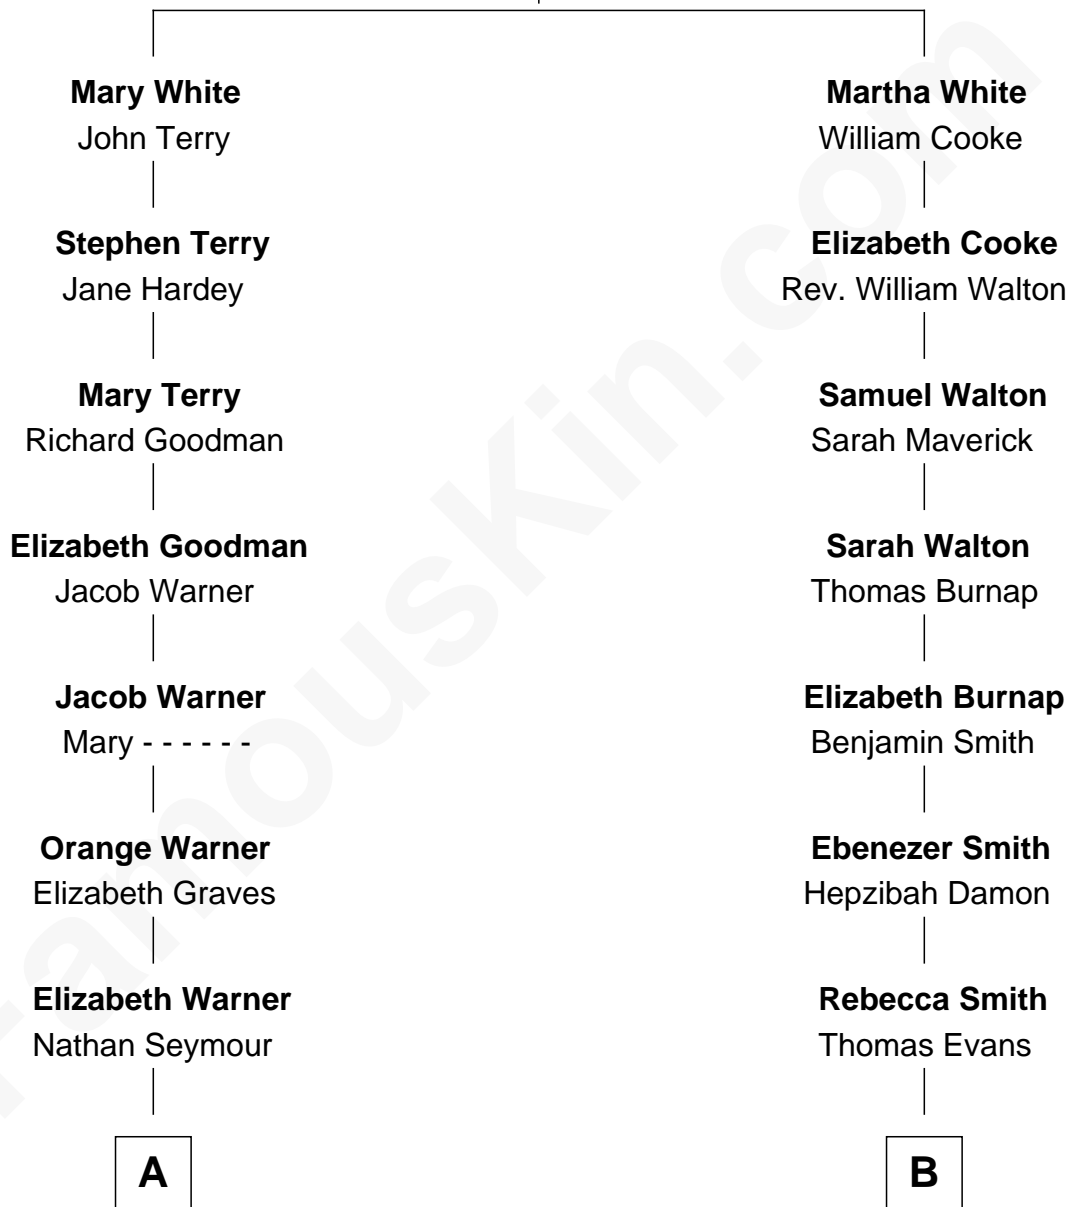 Mary White
John Terry
Stephen Terry
Jane Hardey
Mary Terry
Richard Goodman
Elizabeth Goodman
Jacob Warner
Jacob Warner
Mary - - - - - -
Orange Warner
Elizabeth Graves
Elizabeth Warner
Nathan Seymour
A
Martha White
William Cooke
Elizabeth Cooke
Rev. William Walton
Samuel Walton
Sarah Maverick
Sarah Walton
Thomas Burnap
Elizabeth Burnap
Benjamin Smith
Ebenezer Smith
Hepzibah Damon
Rebecca Smith
Thomas Evans
B
FamousKin.com